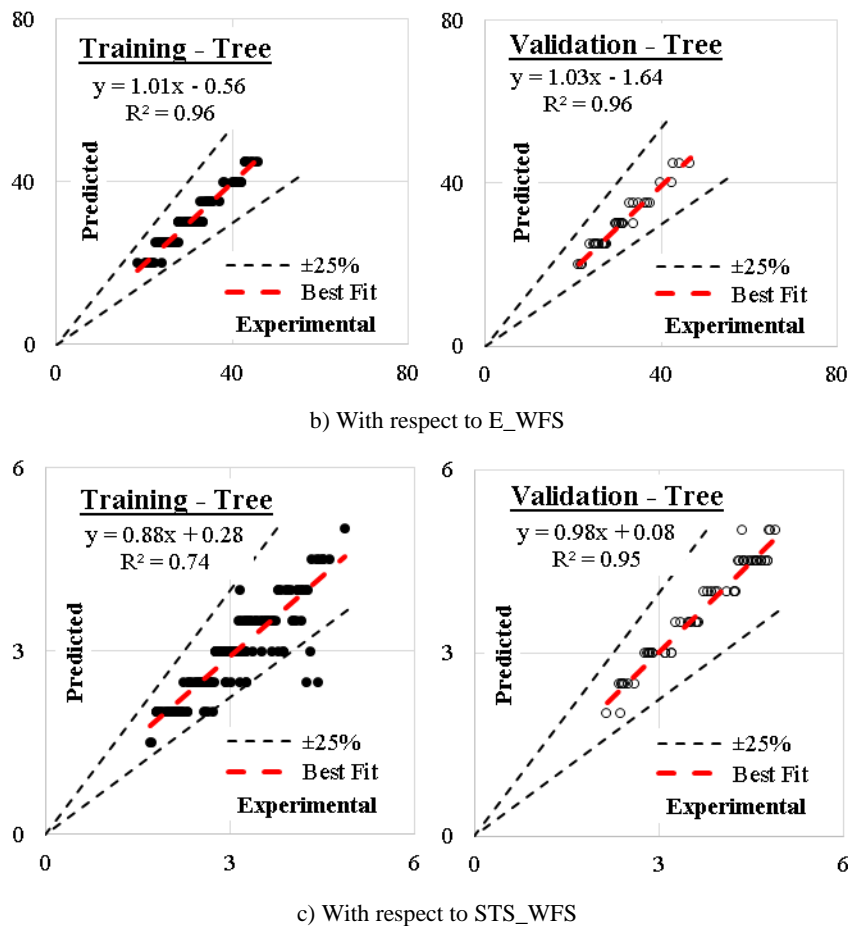 80
Training - Tree
y = 1.01x - 0.56
R² = 0.96
Predicted
40
±25%
Best Fit
Experimental
0
0 40 80
80
Validation - Tree
y = 1.03x - 1.64
R² = 0.96
Predicted
40
±25%
Best Fit
Experimental
0
0 40 80
b) With respect to E_WFS
6
Training - Tree
y = 0.88x + 0.28
R² = 0.74
Predicted
3
±25%
Best Fit
Experimental
0
0 3 6
6
Validation - Tree
y = 0.98x + 0.08
R² = 0.95
Predicted
3
±25%
Best Fit
Experimental
0
0 3 6
c) With respect to STS_WFS